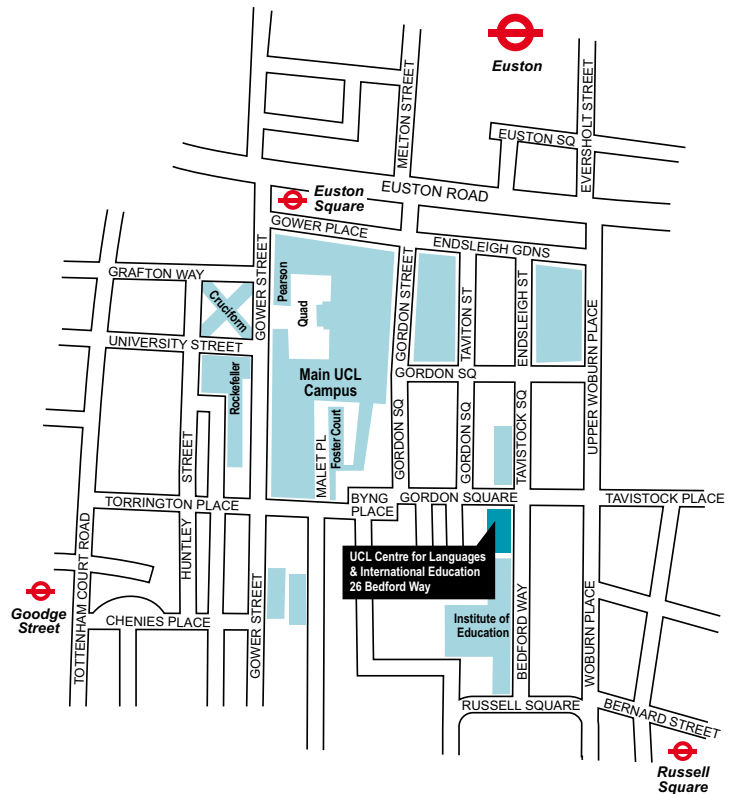 Euston
MELTON STREET
EVERSHOLT STREET
EUSTON SQ
EUSTON ROAD
Euston
Square
GOWER PLACE
ENDSLEIGH GDNS
GRAFTON WAY
GOWER STREET
Pearson
Quad
Cruciform
GORDON STREET
TAVITON ST
ENDSLEIGH ST
UPPER WOBURN PLACE
UNIVERSITY STREET
Rockefeller
Main UCL
Campus
GORDON SQ
MALET PL
Foster Court
GORDON SQ
GORDON SQ
TAVISTOCK SQ
HUNTLEY STREET
TORRINGTON PLACE
BYNG
PLACE
GORDON SQUARE
TAVISTOCK PLACE
TOTTENHAM COURT ROAD
UCL Centre for Languages
& International Education
26 Bedford Way
Goodge
Street
CHENIES PLACE
GOWER STREET
Institute of
Education
BEDFORD WAY
WOBURN PLACE
RUSSELL SQUARE
BERNARD STREET
Russell
Square